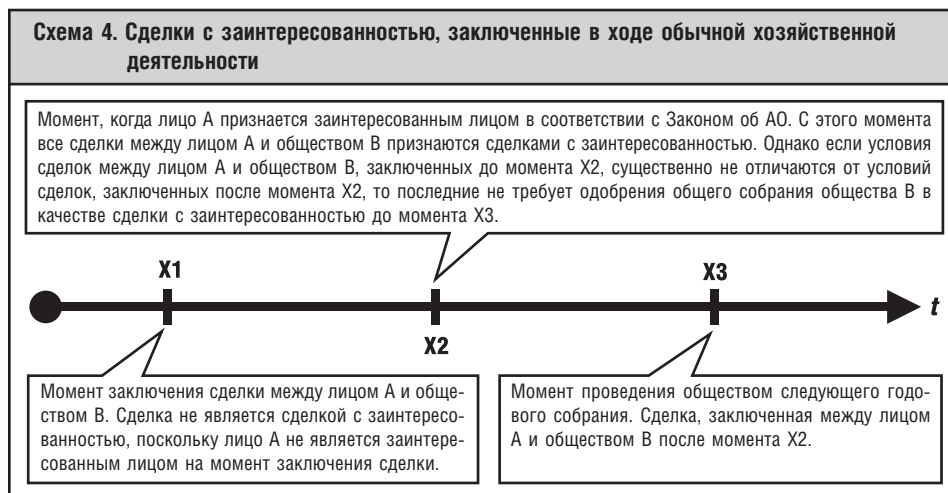 Схема 4. Сделки с заинтересованностью, заключенные в ходе обычной хозяйственной
деятельности
Момент, когда лицо А признается заинтересованным лицом в соответствии с Законом об АО. С этого момента
все сделки между лицом А и обществом В признаются сделками с заинтересованностью. Однако если условия
сделок между лицом А и обществом В, заключенных до момента Х2, существенно не отличаются от условий
сделок, заключенных после момента Х2, то последние не требует одобрения общего собрания общества В в
качестве сделки с заинтересованностью до момента Х3.
Х1
Х3
t
Х2
Момент заключения сделки между лицом А и обще-
ством В. Сделка не является сделкой с заинтересо-
ванностью, поскольку лицо А не является заинтере-
сованным лицом на момент заключения сделки.
Момент проведения обществом следующего годо-
вого собрания. Сделка, заключенная между лицом
А и обществом В после момента Х2.